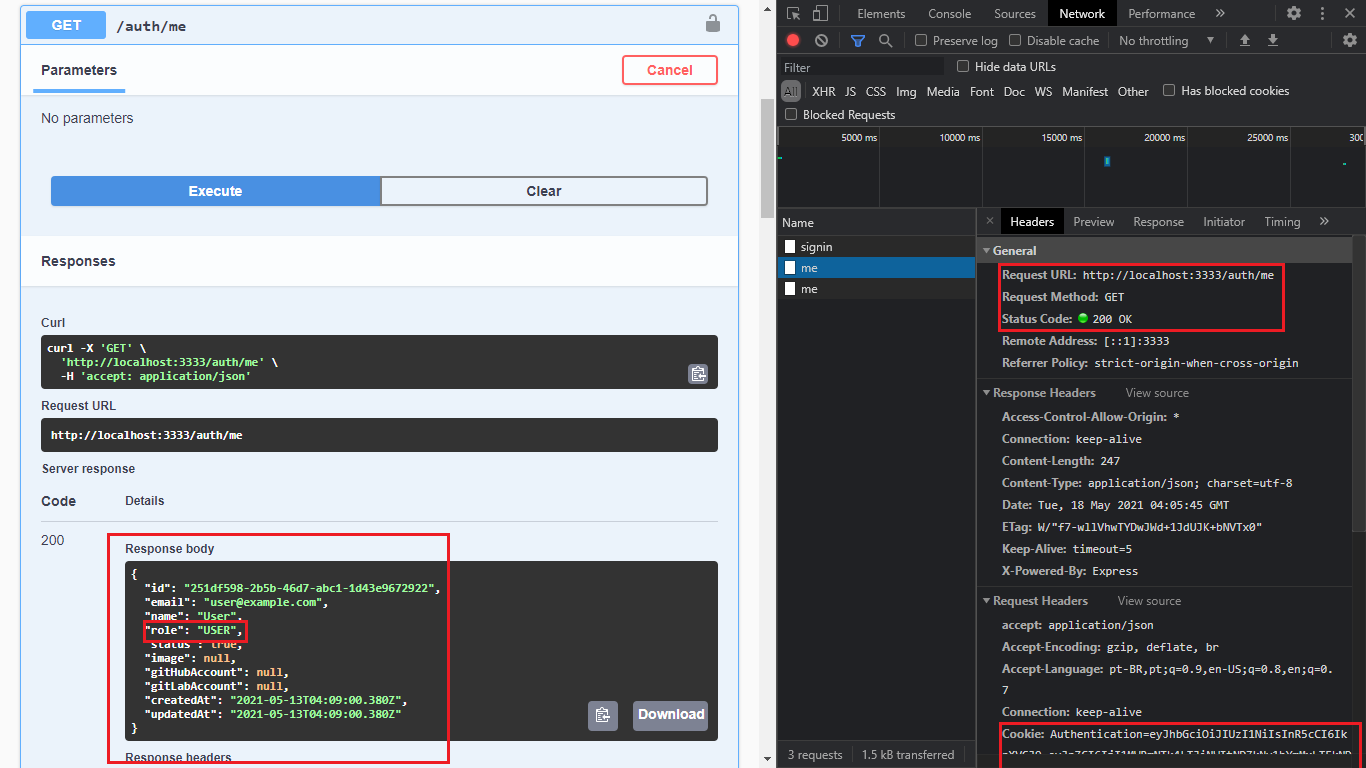 GET /auth/me
Parameters
Cancel
No parameters
Execute
Clear
Responses
Curl
curl -X 'GET' \
'http://localhost:3333/auth/me' \
-H 'accept: application/json'
Request URL
http://localhost:3333/auth/me
Server response
Code Details
200
Response body
{
"id": "251df598-2b5b-46d7-abc1-1d43e9672922",
"email": "user@example.com",
"name": "User",
"role": "USER",
"status": true,
"image": null,
"gitHubAccount": null,
"gitLabAccount": null,
"createdAt": "2021-05-13T04:09:00.380Z",
"updatedAt": "2021-05-13T04:09:00.380Z"
}
Download
Response headers
Elements Console Sources Network Performance »
Preserve log Disable cache No throttling
Filter Hide data URLs
All XHR JS CSS Img Media Font Doc WS Manifest Other Has blocked cookies
Blocked Requests
5000 ms 10000 ms 15000 ms 20000 ms 25000 ms 300
Name
signin
me
me
3 requests 1.5 kB transferred
× Headers Preview Response Initiator Timing »
General
Request URL: http://localhost:3333/auth/me
Request Method: GET
Status Code: 200 OK
Remote Address: [::1]:3333
Referrer Policy: strict-origin-when-cross-origin
Response Headers View source
Access-Control-Allow-Origin: *
Connection: keep-alive
Content-Length: 247
Content-Type: application/json; charset=utf-8
Date: Tue, 18 May 2021 04:05:45 GMT
ETag: W/"f7-wllVhwTYDwJWd+1JdUJK+bNVTx0"
Keep-Alive: timeout=5
X-Powered-By: Express
Request Headers View source
accept: application/json
Accept-Encoding: gzip, deflate, br
Accept-Language: pt-BR,pt;q=0.9,en-US;q=0.8,en;q=0.
7
Connection: keep-alive
Cookie: Authentication=eyJhbGciOiJIUzI1NiIsInR5cCI6Ik